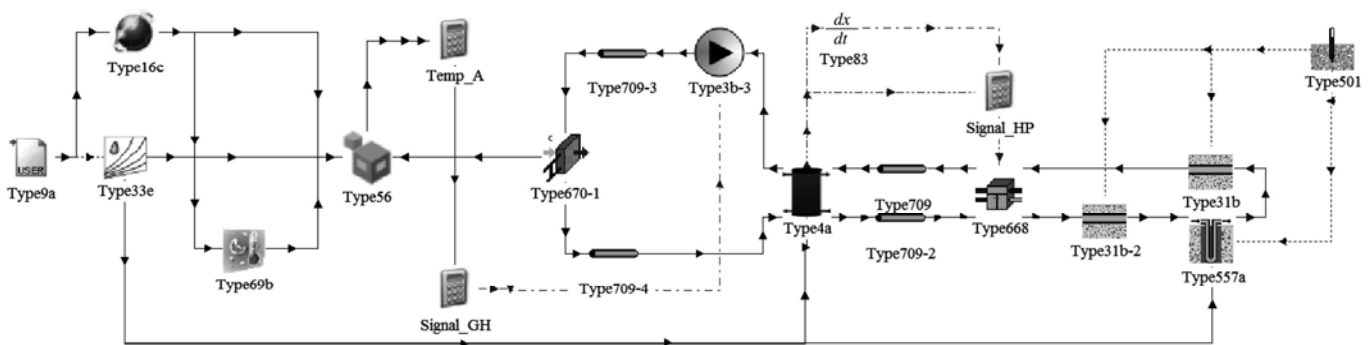 dx
dt
Type83
Type16c
Temp_A
Type709-3
Type3b-3
Type501
Signal_HP
USER
Type9a
Type33e
Type56
c
Type670-1
Type4a
Type709
Type668
Type31b
Type709-2
Type31b-2
Type557a
Type69b
Type709-4
Signal_GH